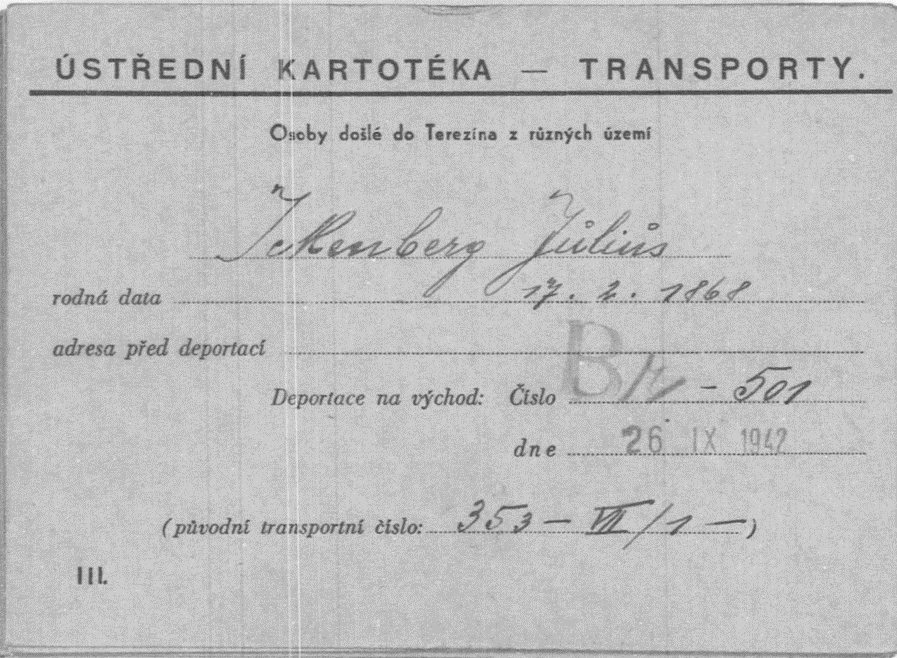 ÚSTŘEDNÍ KARTOTÉKA — TRANSPORTY.
Osoby došlé do Terezína z různých území
Ickenberg Július
rodná data 17. 2. 1868
adresa před deportací
Deportace na východ: Číslo Br - 501
dne 26 IX 1942
(původní transportní číslo: 353 — VII/1 —)
III.